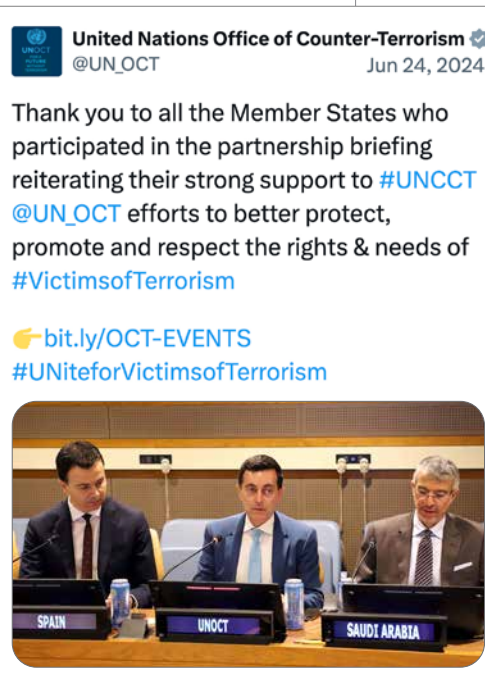 United Nations Office of Counter-Terrorism
@UN_OCT
Jun 24, 2024
UNOCT
Thank you to all the Member States who
participated in the partnership briefing
reiterating their strong support to #UNCCT
@UN_OCT efforts to better protect,
promote and respect the rights & needs of
#VictimsofTerrorism
👉bit.ly/OCT-EVENTS
#UNiteforVictimsofTerrorism
SPAIN
UNOCT
SAUDI ARABIA